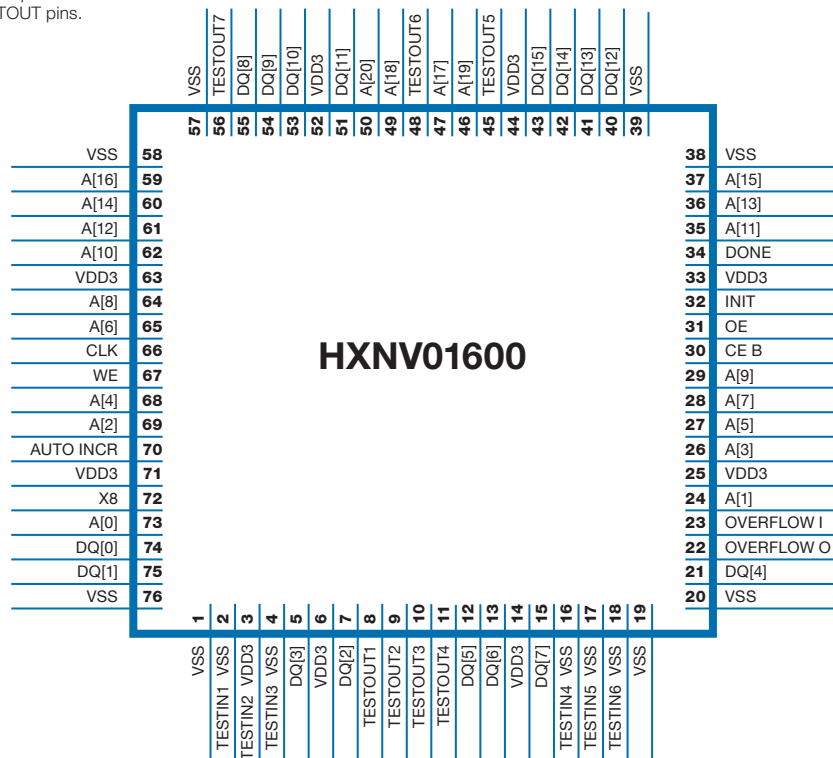 TOUT pins.
VSS TESTOUT7 DQ[8] DQ[9] DQ[10] VDD3 DQ[11] A[20] A[18] TESTOUT6 A[17] A[19] TESTOUT5 VDD3 DQ[15] DQ[14] DQ[13] DQ[12] VSS
57 56 55 54 53 52 51 50 49 48 47 46 45 44 43 42 41 40 39
VSS 58 38 VSS
A[16] 59 37 A[15]
A[14] 60 36 A[13]
A[12] 61 35 A[11]
A[10] 62 34 DONE
VDD3 63 33 VDD3
A[8] 64 32 INIT
A[6] 65 31 OE
CLK 66 30 CE B
WE 67 29 A[9]
A[4] 68 28 A[7]
A[2] 69 27 A[5]
AUTO INCR 70 26 A[3]
VDD3 71 25 VDD3
X8 72 24 A[1]
A[0] 73 23 OVERFLOW I
DQ[0] 74 22 OVERFLOW O
DQ[1] 75 21 DQ[4]
VSS 76 20 VSS
HXNV01600
1 2 3 4 5 6 7 8 9 10 11 12 13 14 15 16 17 18 19
VSS TESTIN1 VSS TESTIN2 VDD3 TESTIN3 VSS DQ[3] VDD3 DQ[2] TESTOUT1 TESTOUT2 TESTOUT3 TESTOUT4 DQ[5] DQ[6] VDD3 DQ[7] TESTIN4 VSS TESTIN5 VSS TESTIN6 VSS VSS